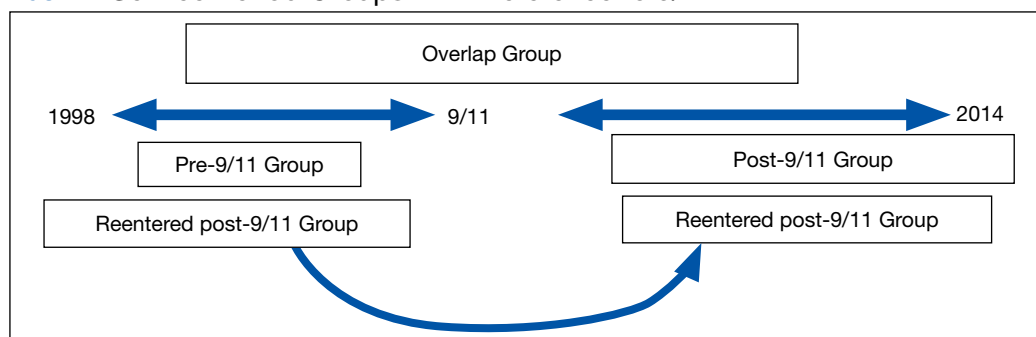 Overlap Group
1998
9/11
2014
Pre-9/11 Group
Post-9/11 Group
Reentered post-9/11 Group
Reentered post-9/11 Group